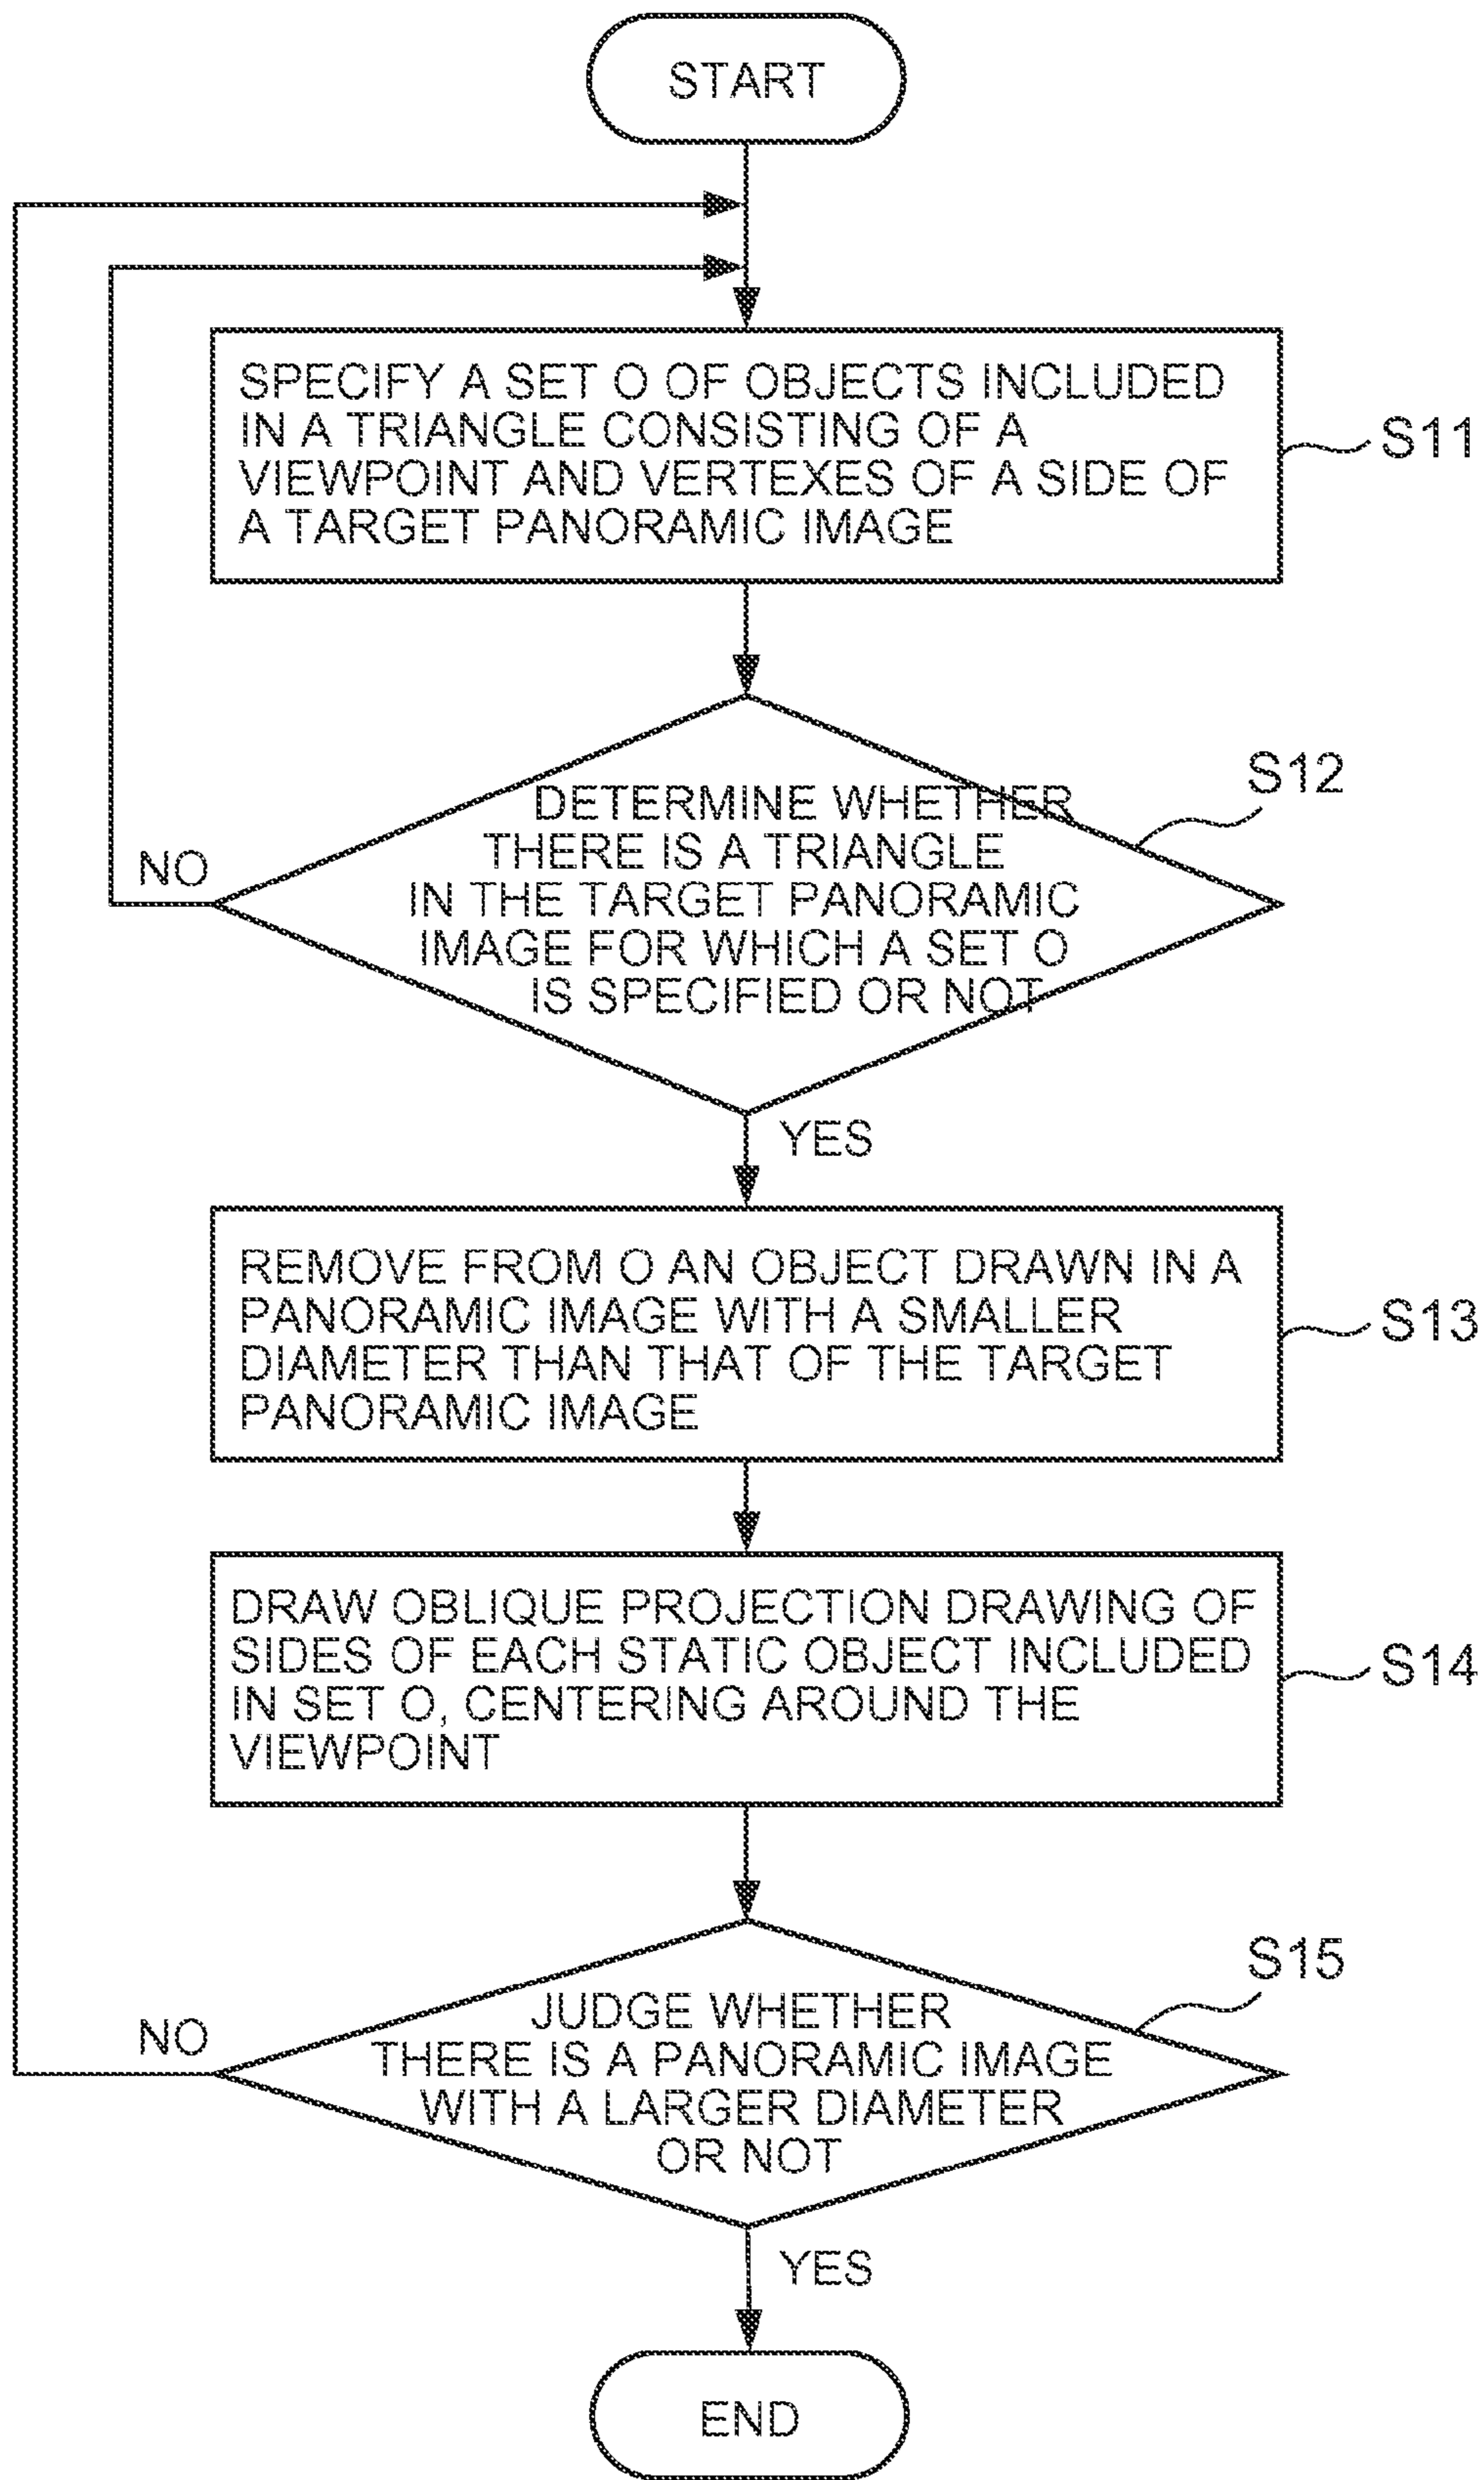 START
SPECIFY A SET O OF OBJECTS INCLUDED
IN A TRIANGLE CONSISTING OF A
VIEWPOINT AND VERTEXES OF A SIDE OF
A TARGET PANORAMIC IMAGE
S11
DETERMINE WHETHER
THERE IS A TRIANGLE
IN THE TARGET PANORAMIC
IMAGE FOR WHICH A SET O
IS SPECIFIED OR NOT
S12
NO
YES
REMOVE FROM O AN OBJECT DRAWN IN A
PANORAMIC IMAGE WITH A SMALLER
DIAMETER THAN THAT OF THE TARGET
PANORAMIC IMAGE
S13
DRAW OBLIQUE PROJECTION DRAWING OF
SIDES OF EACH STATIC OBJECT INCLUDED
IN SET O, CENTERING AROUND THE
VIEWPOINT
S14
JUDGE WHETHER
THERE IS A PANORAMIC IMAGE
WITH A LARGER DIAMETER
OR NOT
S15
NO
YES
END